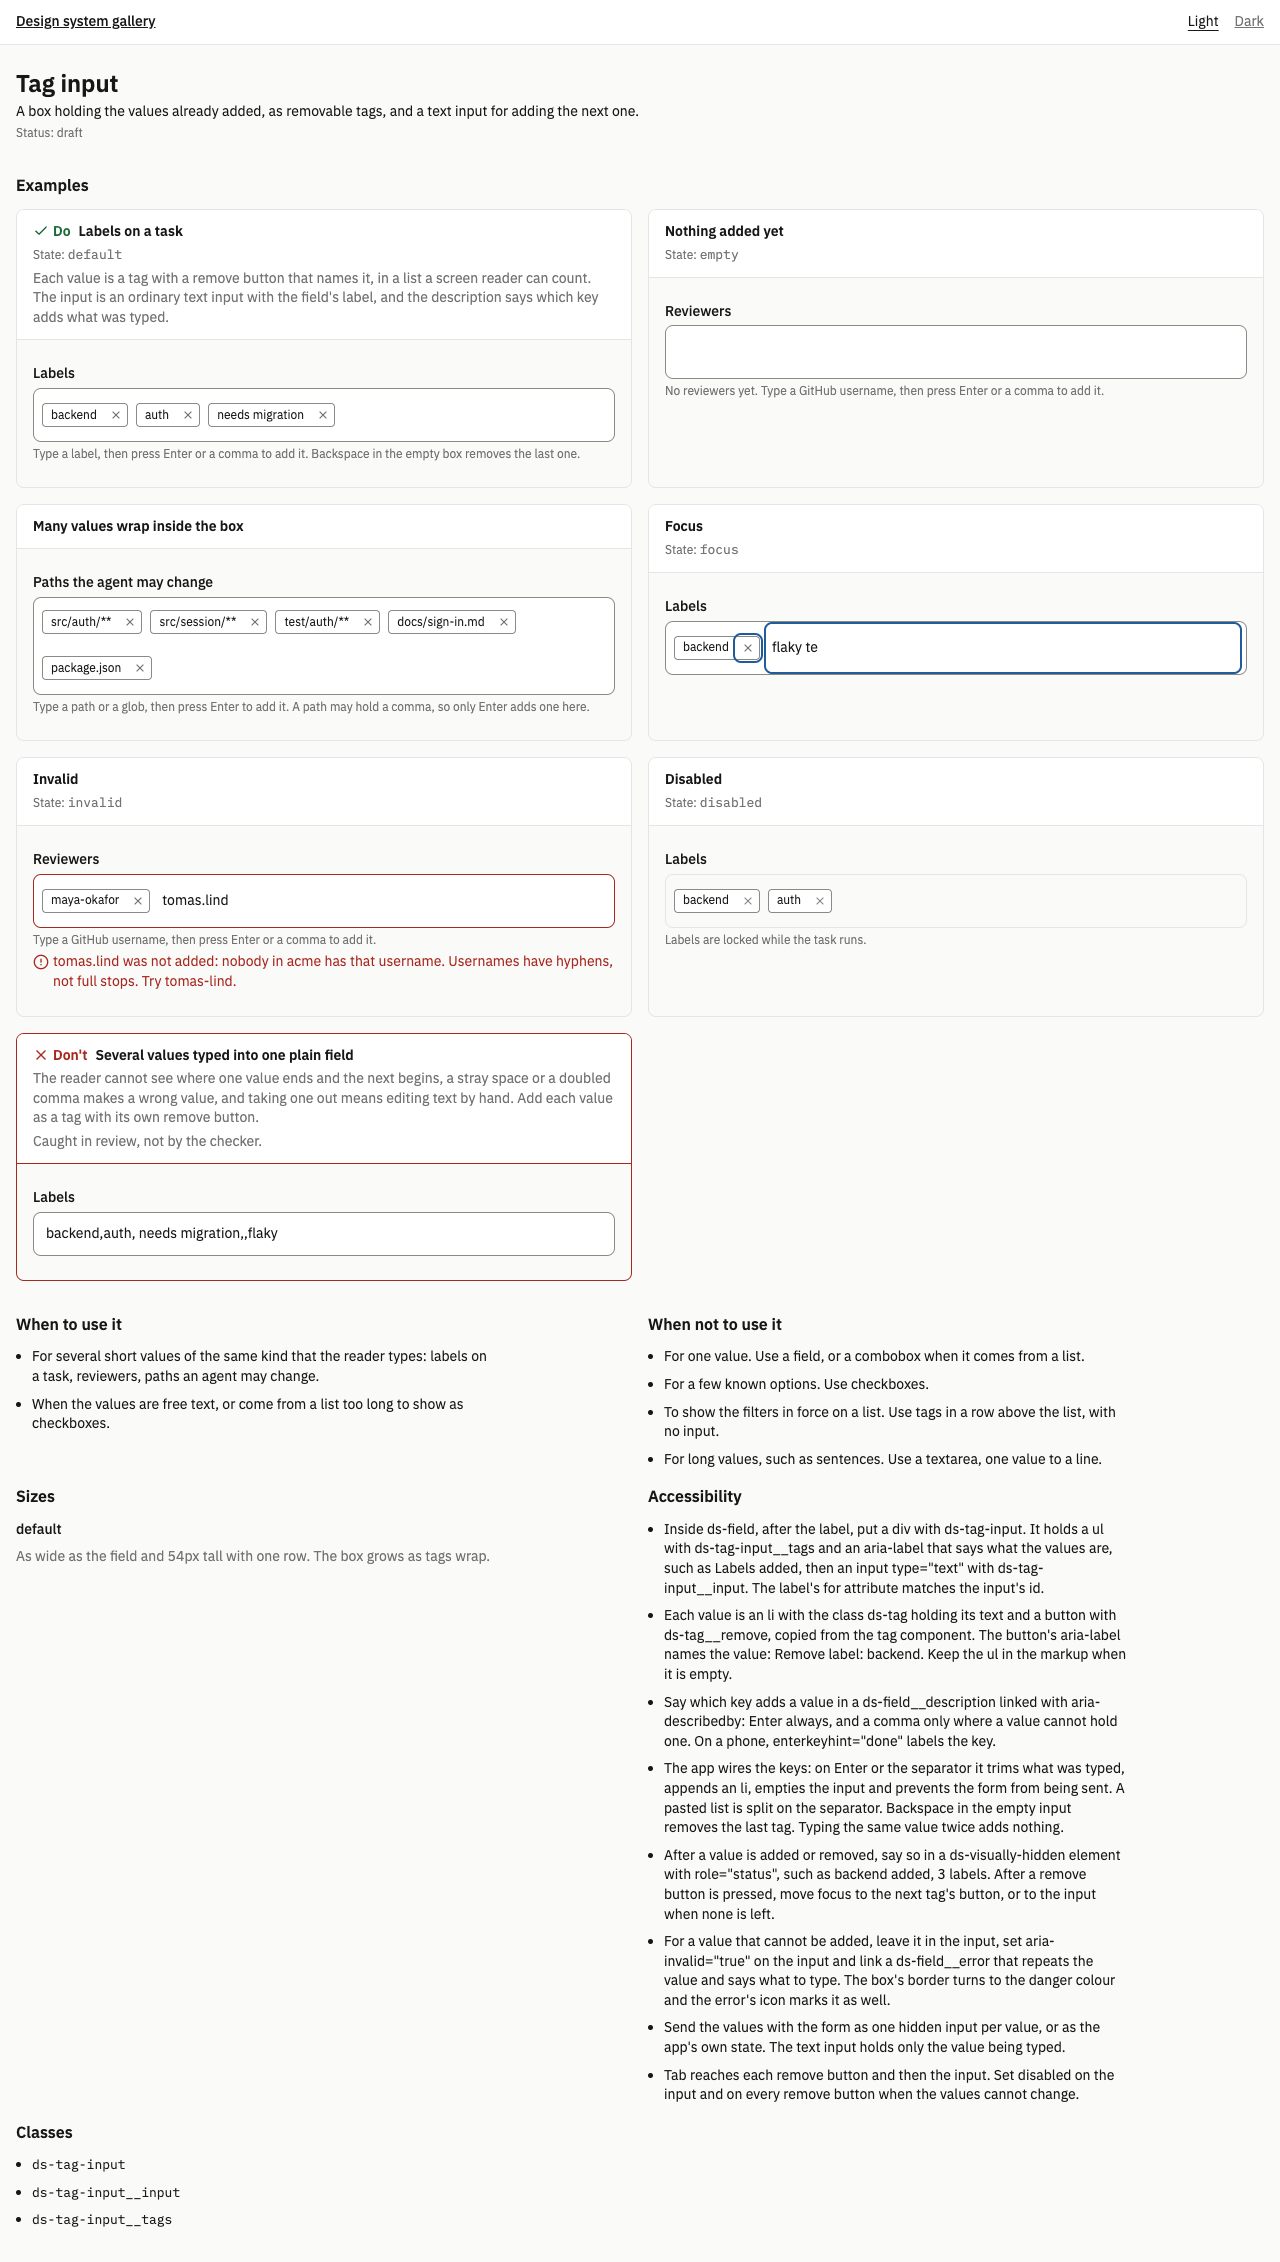 Design system gallery
Light
Dark
Tag input
A box holding the values already added, as removable tags, and a text input for adding the next one.
Status: draft
Examples
Do Labels on a task
State: default
Each value is a tag with a remove button that names it, in a list a screen reader can count.
The input is an ordinary text input with the field's label, and the description says which key
adds what was typed.
Labels
backend
auth
needs migration
Type a label, then press Enter or a comma to add it. Backspace in the empty box removes the last one.
Nothing added yet
State: empty
Reviewers
No reviewers yet. Type a GitHub username, then press Enter or a comma to add it.
Many values wrap inside the box
Paths the agent may change
src/auth/**
src/session/**
test/auth/**
docs/sign-in.md
package.json
Type a path or a glob, then press Enter to add it. A path may hold a comma, so only Enter adds one here.
Focus
State: focus
Labels
backend
flaky te
Invalid
State: invalid
Reviewers
maya-okafor
tomas.lind
Type a GitHub username, then press Enter or a comma to add it.
tomas.lind was not added: nobody in acme has that username. Usernames have hyphens,
not full stops. Try tomas-lind.
Disabled
State: disabled
Labels
backend
auth
Labels are locked while the task runs.
Don't Several values typed into one plain field
The reader cannot see where one value ends and the next begins, a stray space or a doubled
comma makes a wrong value, and taking one out means editing text by hand. Add each value
as a tag with its own remove button.
Caught in review, not by the checker.
Labels
backend,auth, needs migration,,flaky
When to use it
For several short values of the same kind that the reader types: labels on
a task, reviewers, paths an agent may change.
When the values are free text, or come from a list too long to show as
checkboxes.
When not to use it
For one value. Use a field, or a combobox when it comes from a list.
For a few known options. Use checkboxes.
To show the filters in force on a list. Use tags in a row above the list, with
no input.
For long values, such as sentences. Use a textarea, one value to a line.
Sizes
default
As wide as the field and 54px tall with one row. The box grows as tags wrap.
Accessibility
Inside ds-field, after the label, put a div with ds-tag-input. It holds a ul
with ds-tag-input__tags and an aria-label that says what the values are,
such as Labels added, then an input type="text" with ds-tag-
input__input. The label's for attribute matches the input's id.
Each value is an li with the class ds-tag holding its text and a button with
ds-tag__remove, copied from the tag component. The button's aria-label
names the value: Remove label: backend. Keep the ul in the markup when
it is empty.
Say which key adds a value in a ds-field__description linked with aria-
describedby: Enter always, and a comma only where a value cannot hold
one. On a phone, enterkeyhint="done" labels the key.
The app wires the keys: on Enter or the separator it trims what was typed,
appends an li, empties the input and prevents the form from being sent. A
pasted list is split on the separator. Backspace in the empty input
removes the last tag. Typing the same value twice adds nothing.
After a value is added or removed, say so in a ds-visually-hidden element
with role="status", such as backend added, 3 labels. After a remove
button is pressed, move focus to the next tag's button, or to the input
when none is left.
For a value that cannot be added, leave it in the input, set aria-
invalid="true" on the input and link a ds-field__error that repeats the
value and says what to type. The box's border turns to the danger colour
and the error's icon marks it as well.
Send the values with the form as one hidden input per value, or as the
app's own state. The text input holds only the value being typed.
Tab reaches each remove button and then the input. Set disabled on the
input and on every remove button when the values cannot change.
Classes
ds-tag-input
ds-tag-input__input
ds-tag-input__tags